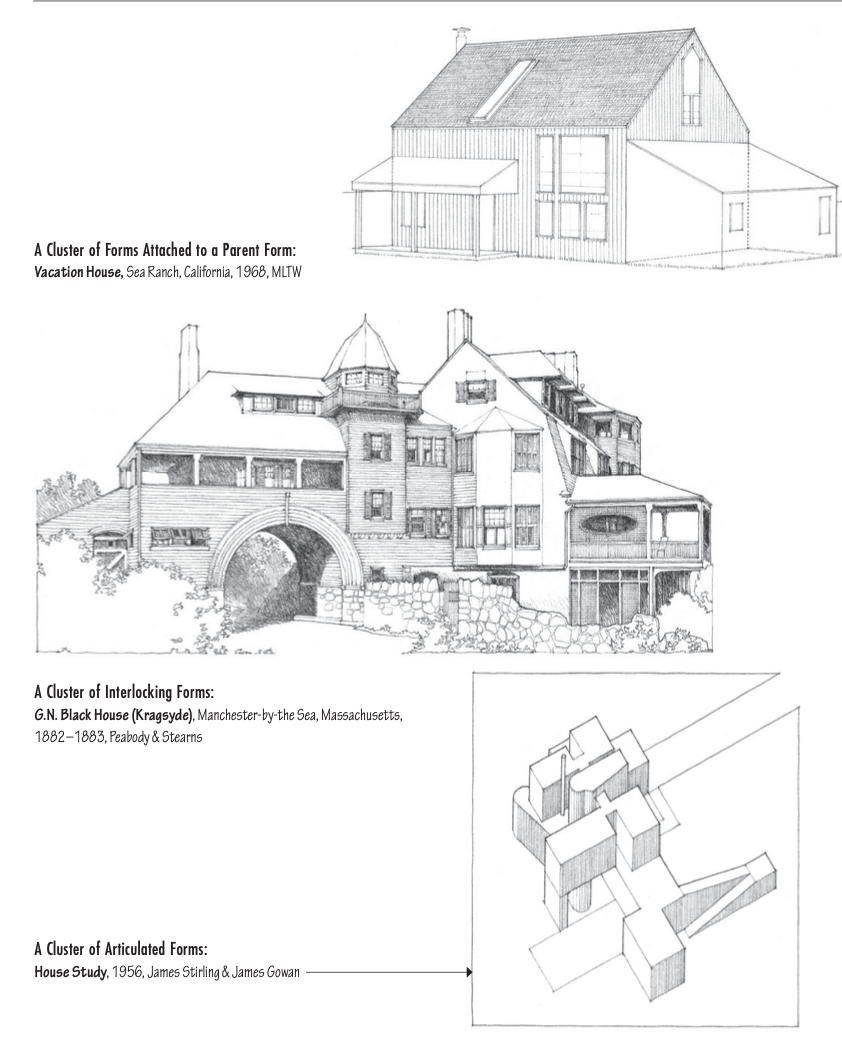 A Cluster of Forms Attached to a Parent Form:
Vacation House, Sea Ranch, California, 1968, MLTW
A Cluster of Interlocking Forms:
G.N. Black House (Kragsyde), Manchester-by-the Sea, Massachusetts,
1882–1883, Peabody & Stearns
A Cluster of Articulated Forms:
House Study, 1956, James Stirling & James Gowan